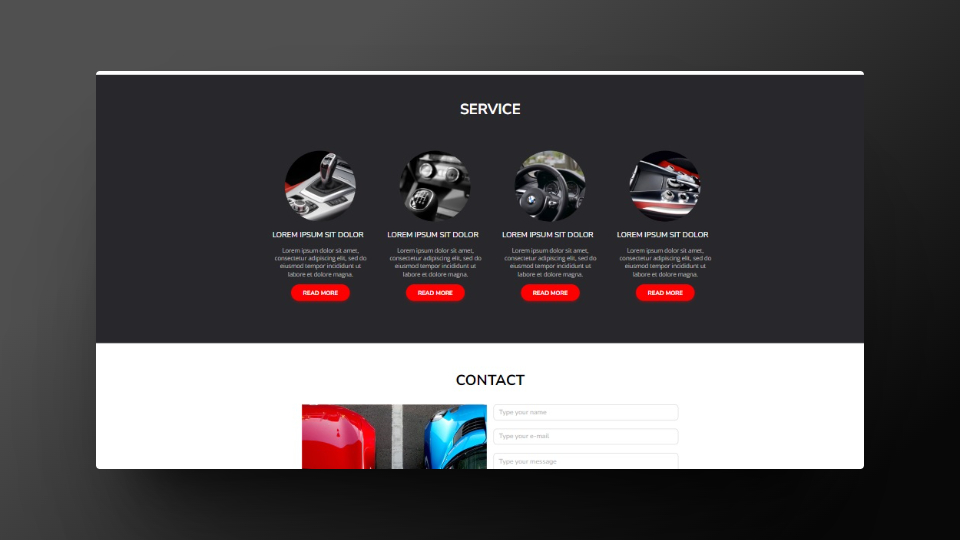 SERVICE
LOREM IPSUM SIT DOLOR
Lorem ipsum dolor sit amet,
consectetur adipiscing elit, sed do
eiusmod tempor incididunt ut
labore et dolore magna.
READ MORE
LOREM IPSUM SIT DOLOR
Lorem ipsum dolor sit amet,
consectetur adipiscing elit, sed do
eiusmod tempor incididunt ut
labore et dolore magna.
READ MORE
LOREM IPSUM SIT DOLOR
Lorem ipsum dolor sit amet,
consectetur adipiscing elit, sed do
eiusmod tempor incididunt ut
labore et dolore magna.
READ MORE
LOREM IPSUM SIT DOLOR
Lorem ipsum dolor sit amet,
consectetur adipiscing elit, sed do
eiusmod tempor incididunt ut
labore et dolore magna.
READ MORE
CONTACT
Type your name
Type your e-mail
Type your message